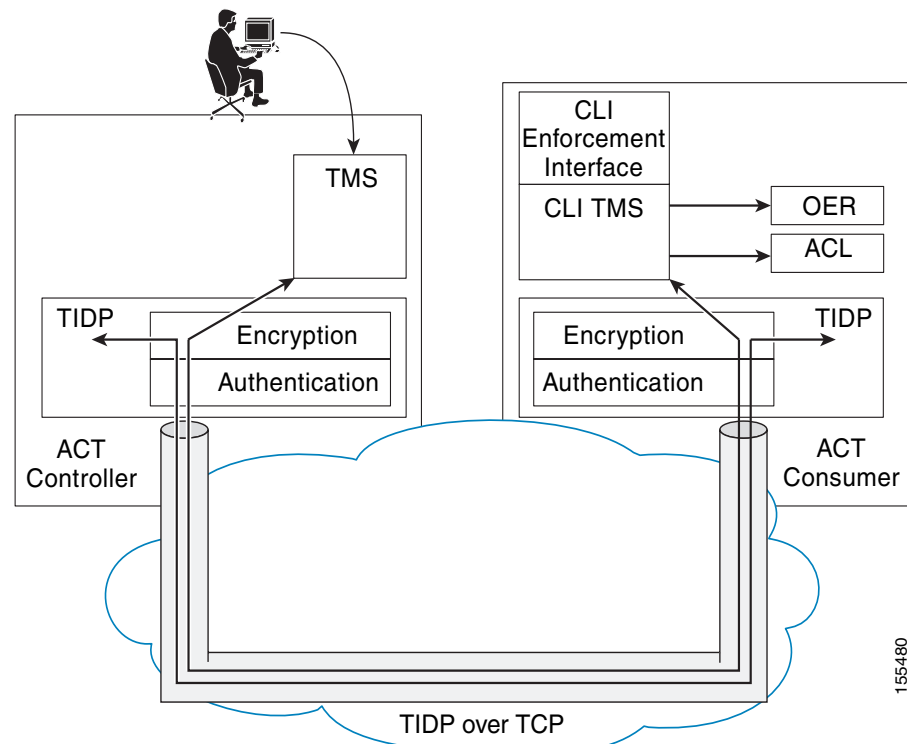 TMS
TIDP
Encryption
Authentication
ACT
Controller
CLI
Enforcement
Interface
CLI TMS
OER
ACL
Encryption
Authentication
TIDP
ACT
Consumer
TIDP over TCP
155480